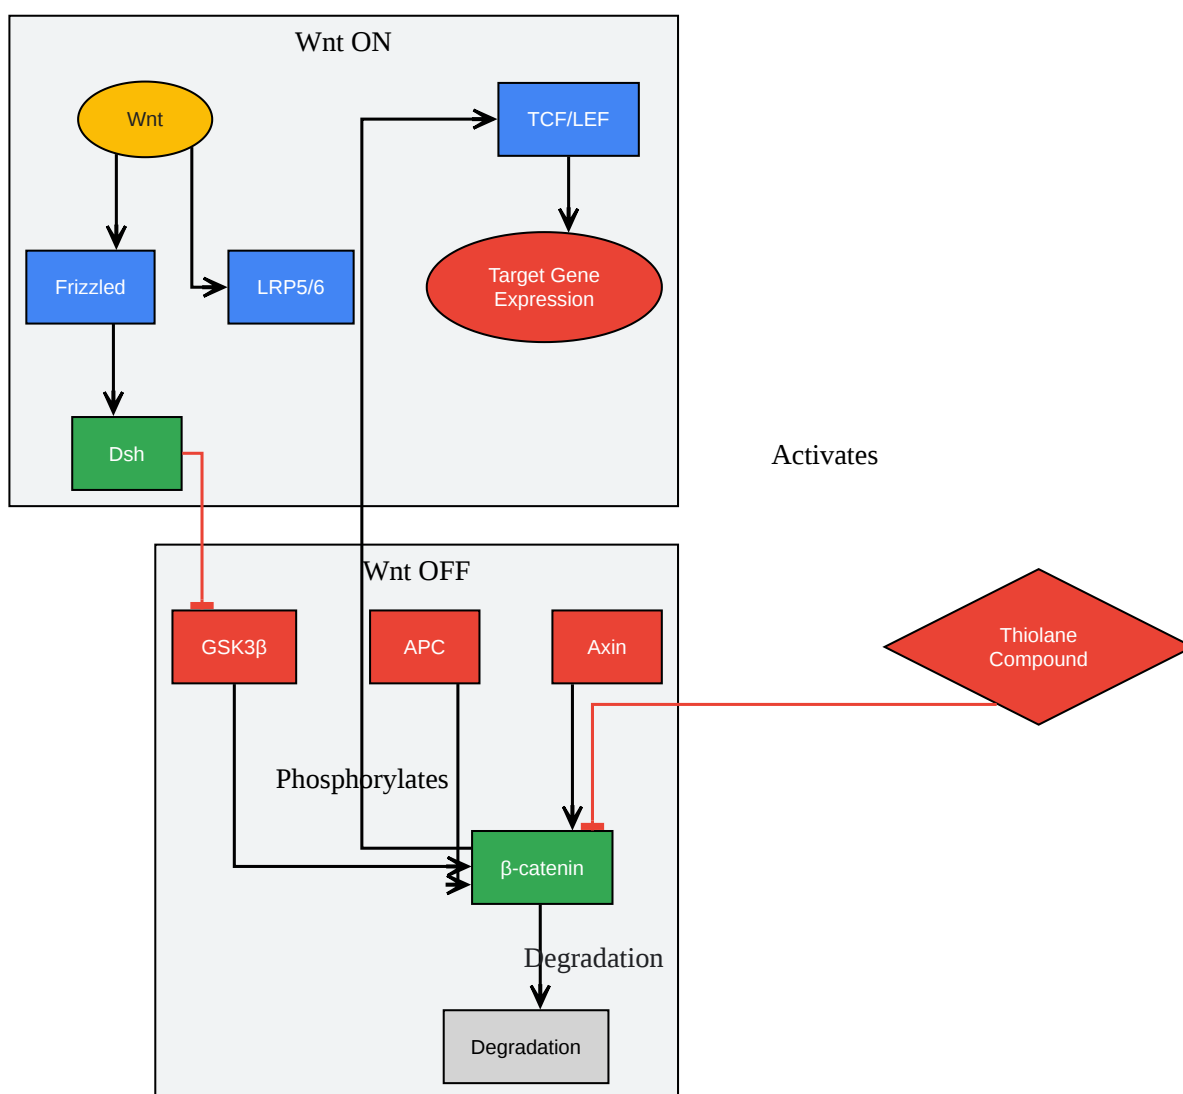 Wnt ON
Wnt
TCF/LEF
Frizzled
LRP5/6
Target Gene
Expression
Dsh
Activates
Wnt OFF
GSK3β
APC
Axin
Thiolane
Compound
Phosphorylates
β-catenin
Degradation
Degradation